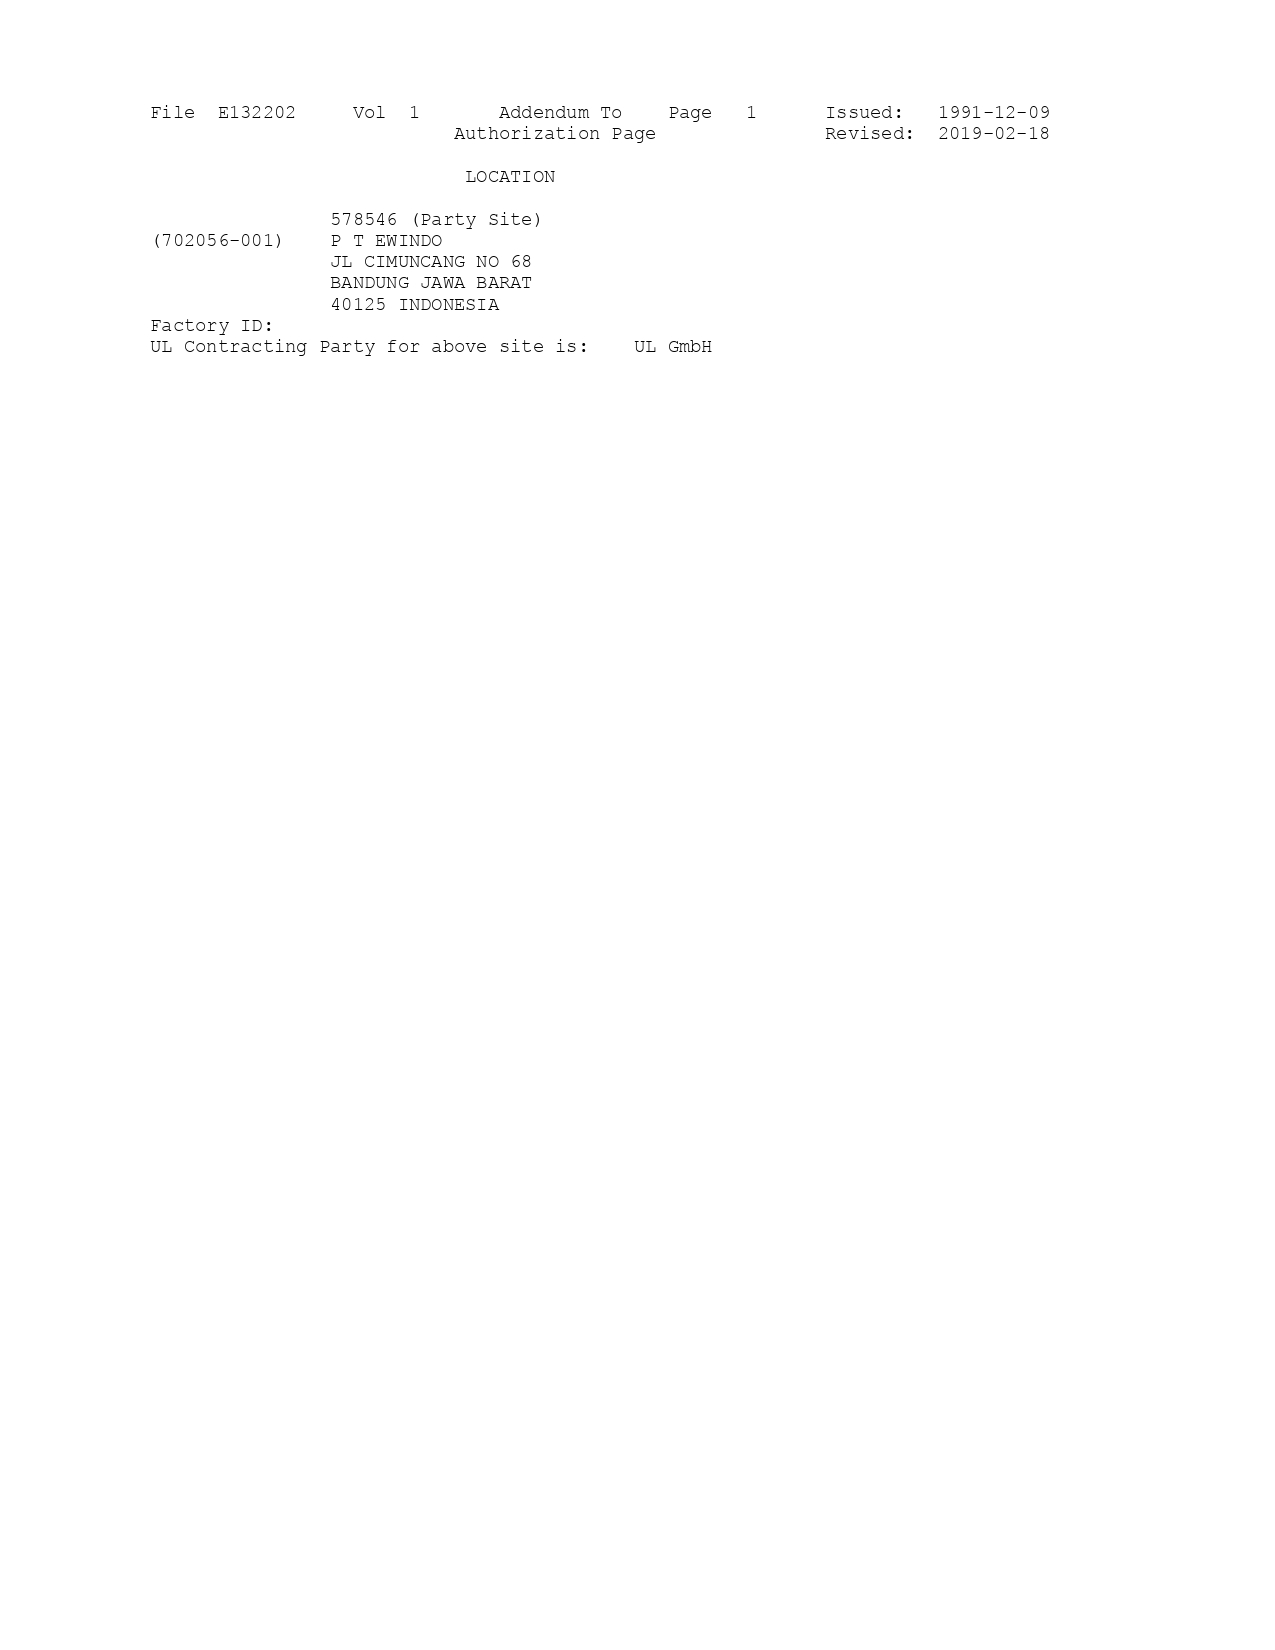 File E132202 Vol 1 Addendum To Page 1 Issued: 1991-12-09
Authorization Page Revised: 2019-02-18
LOCATION
578546 (Party Site)
(702056-001) P T EWINDO
JL CIMUNCANG NO 68
BANDUNG JAWA BARAT
40125 INDONESIA
Factory ID:
UL Contracting Party for above site is: UL GmbH